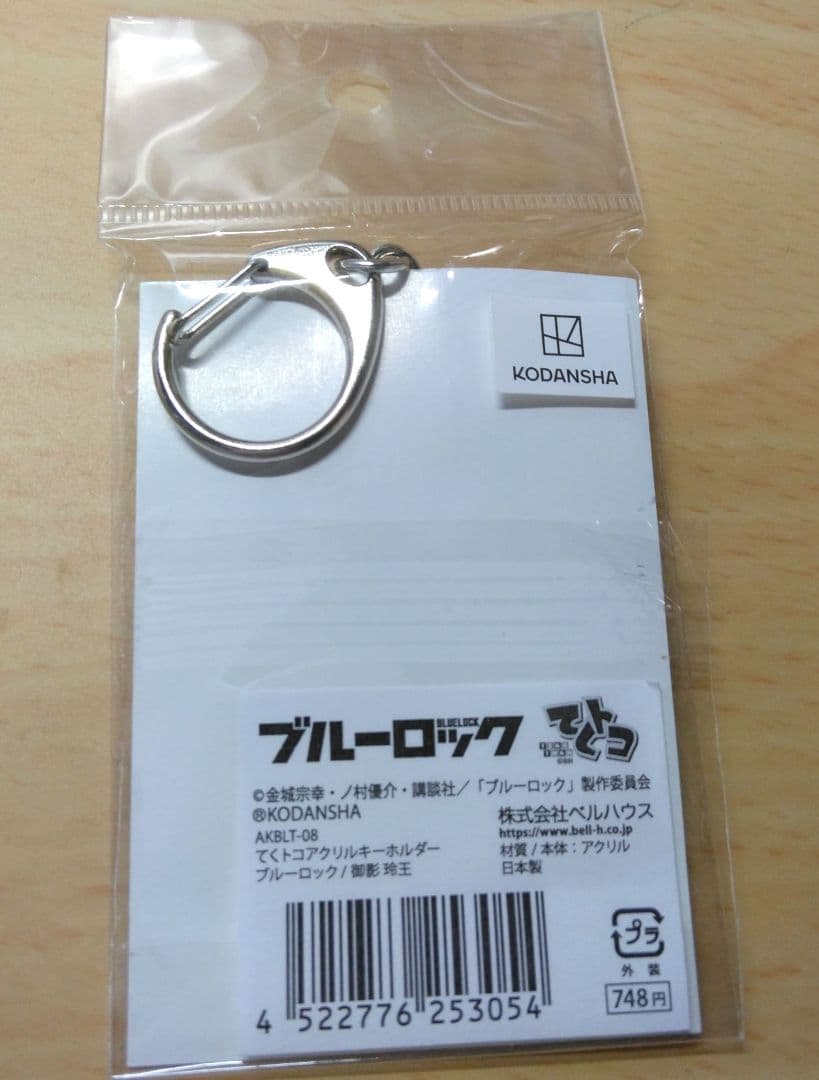 KODANSHA
BLUELOCK
ブルーロック
てくトコ
©金城宗幸・ノ村優介・講談社／「ブルーロック」製作委員会
®KODANSHA
株式会社ベルハウス
https://www.bell-h.co.jp
AKBLT-08
てくトコアクリルキーホルダー
ブルーロック / 御影 玲王
材質 / 本体：アクリル
日本製
プラ
外装
748円
4 522776 253054